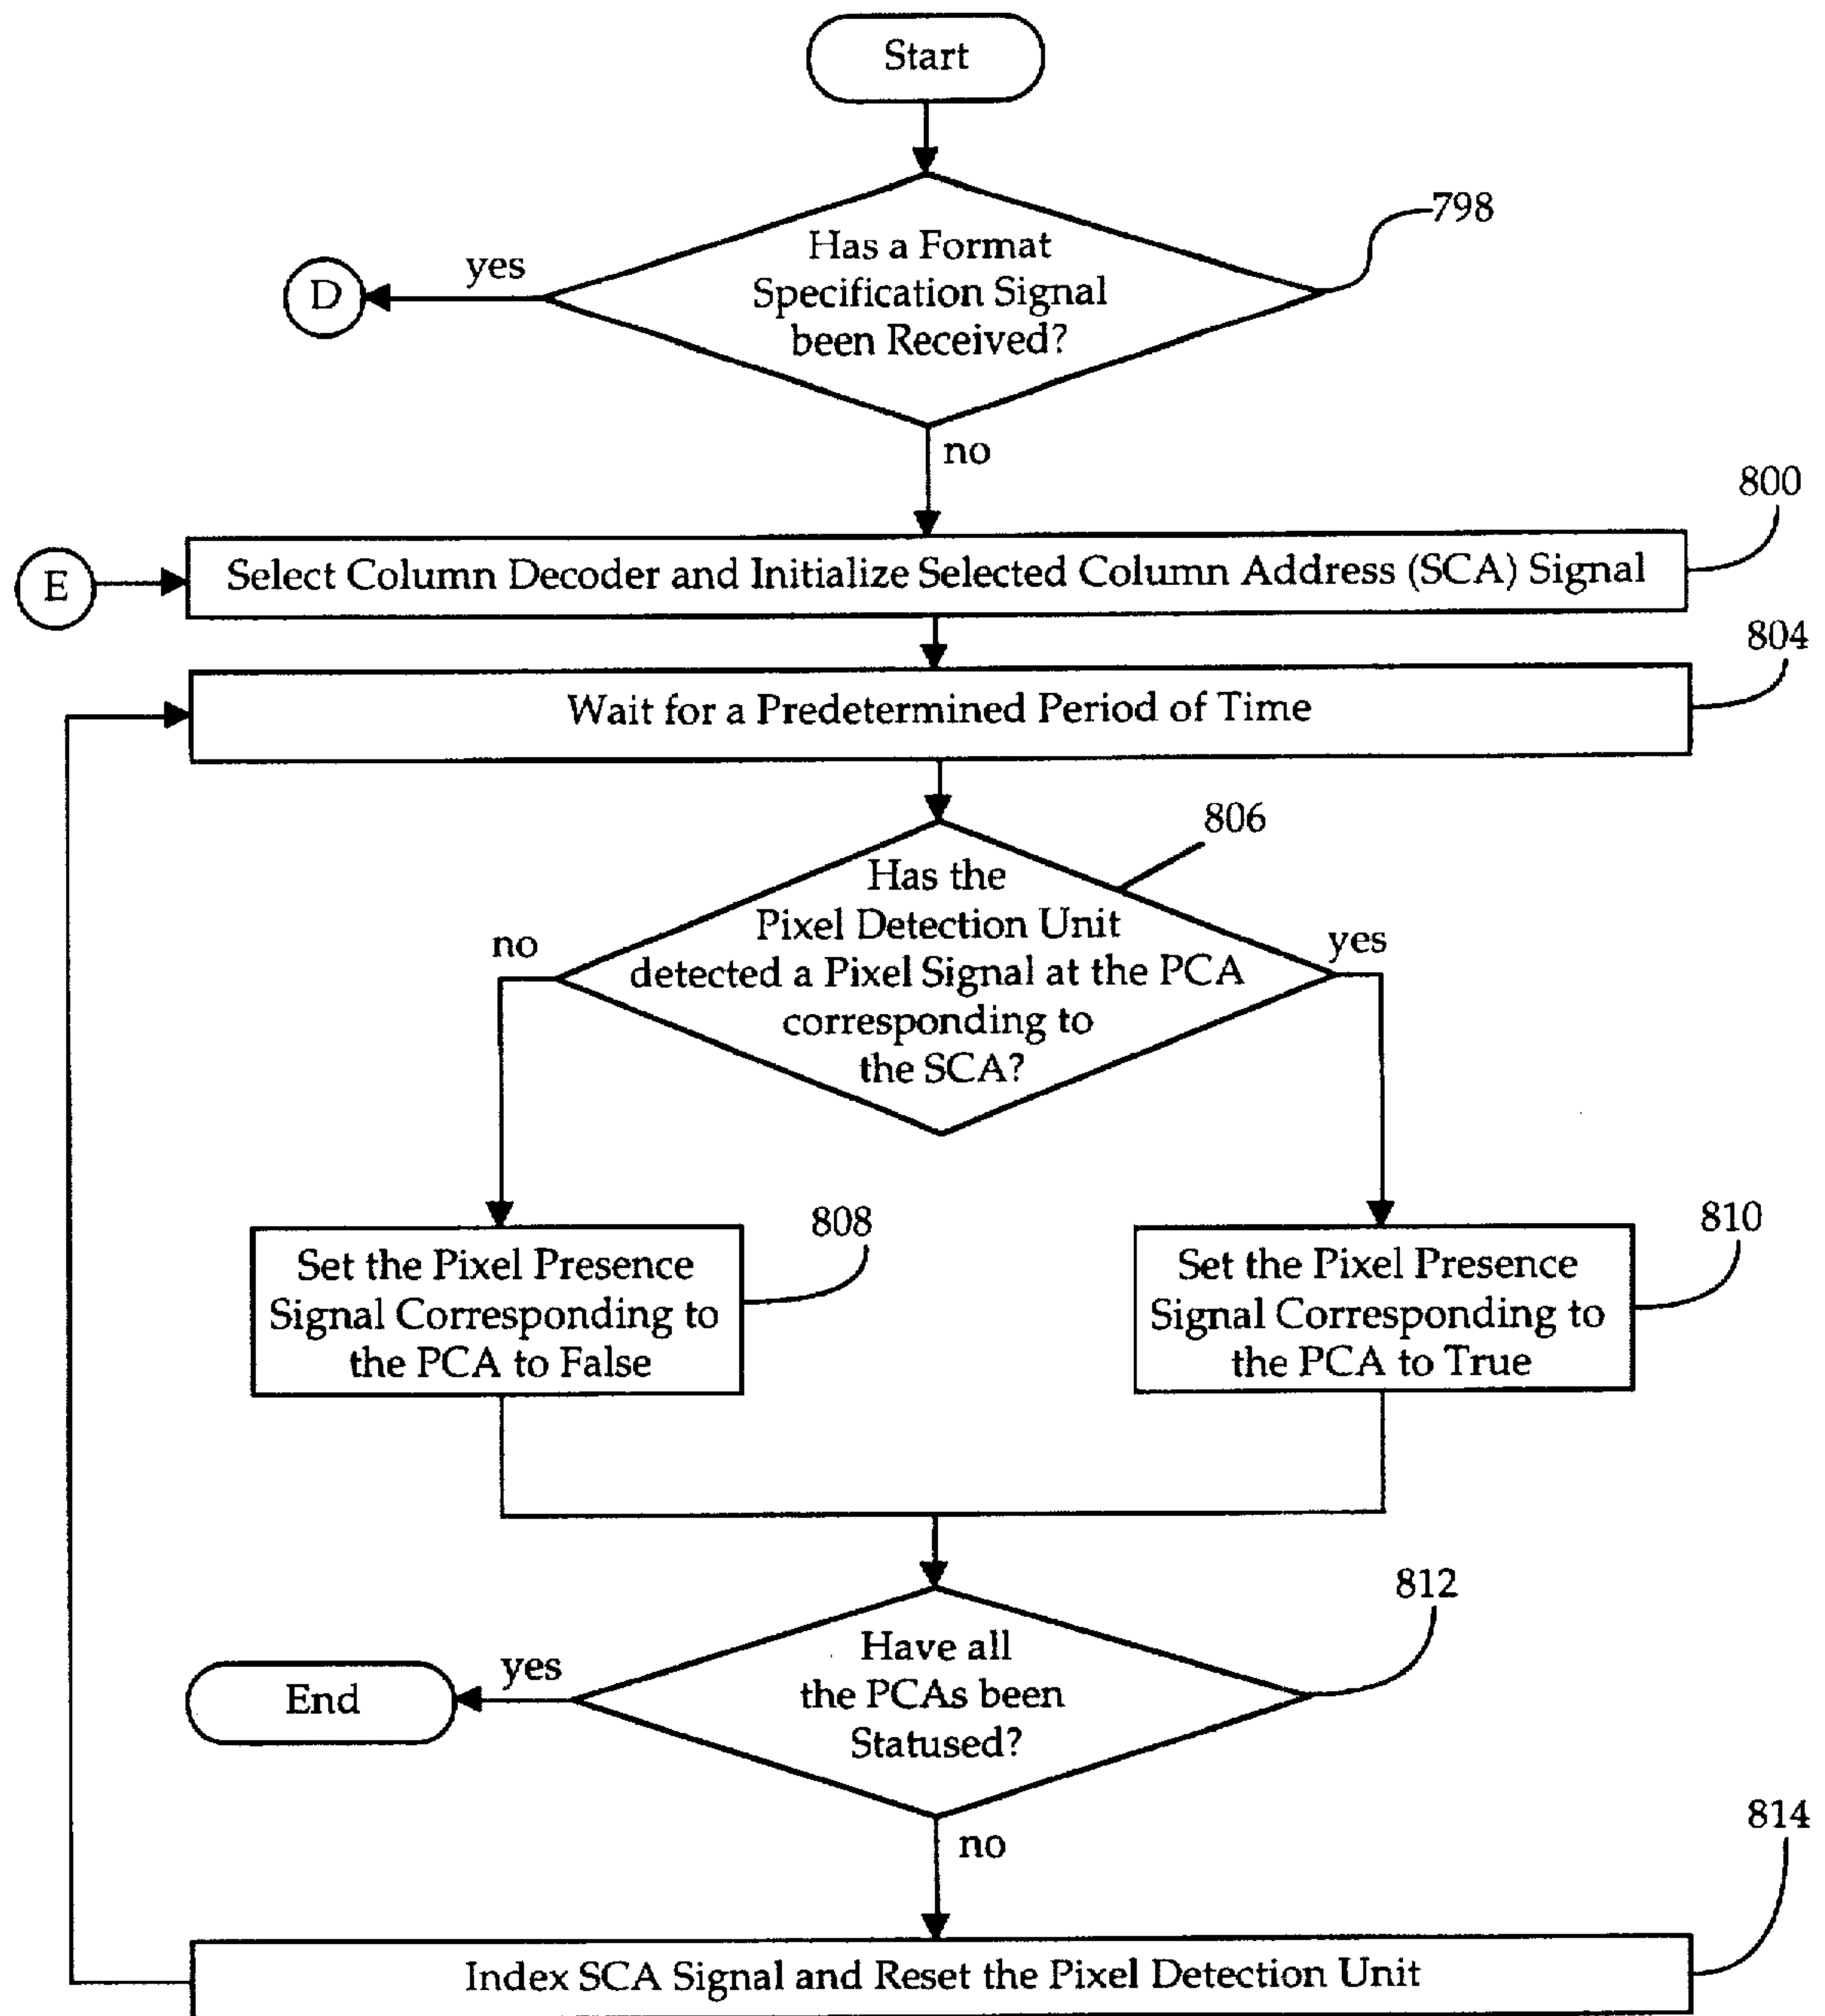 Start
798
Has a Format
Specification Signal
been Received?
yes
D
no
800
E
Select Column Decoder and Initialize Selected Column Address (SCA) Signal
804
Wait for a Predetermined Period of Time
806
Has the
Pixel Detection Unit
detected a Pixel Signal at the PCA
corresponding to
the SCA?
no
yes
808
Set the Pixel Presence
Signal Corresponding to
the PCA to False
810
Set the Pixel Presence
Signal Corresponding to
the PCA to True
812
Have all
the PCAs been
Statused?
yes
End
no
814
Index SCA Signal and Reset the Pixel Detection Unit